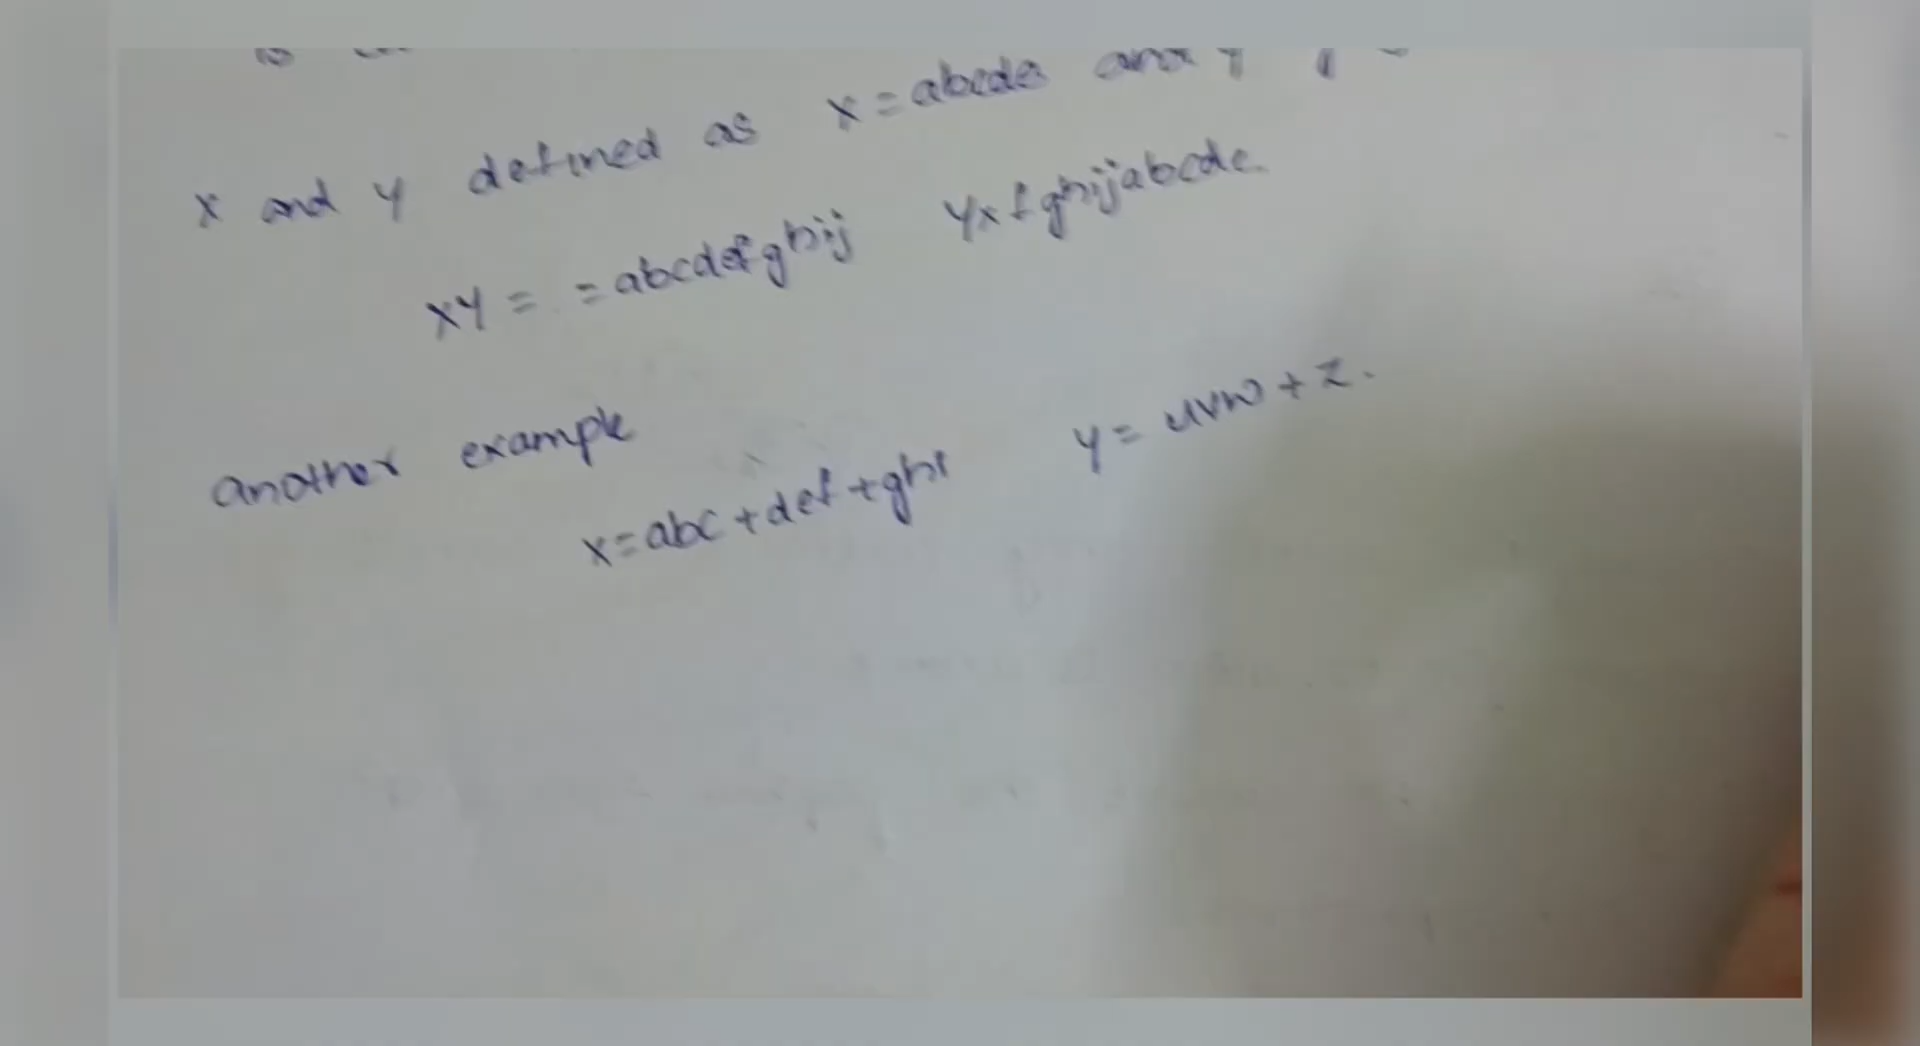 x and y defined as x = abcde and y
xy = = abcdefghij yx fghijabcde.
another example
x = abc + def + ghi y = uvw + z.